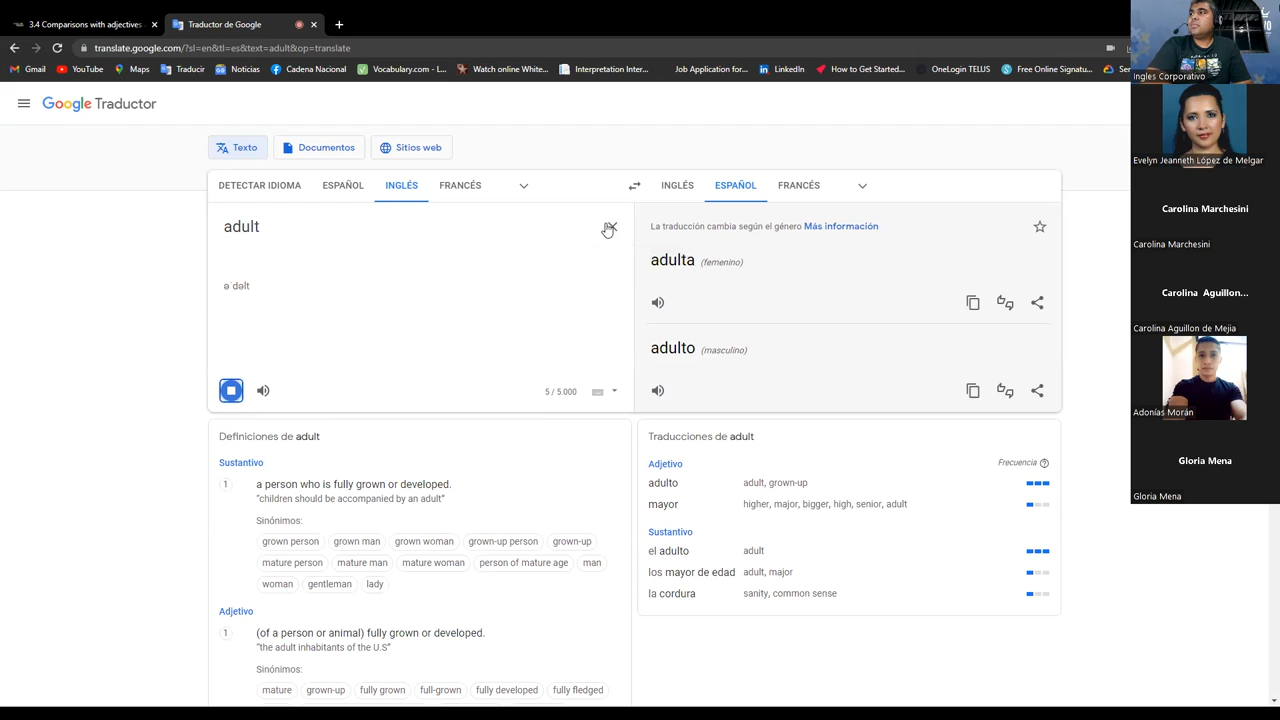 3.4 Comparisons with adjectives
Traductor de Google
translate.google.com/?sl=en&tl=es&text=adult&op=translate
Gmail
YouTube
Maps
Traducir
Noticias
Cadena Nacional
Vocabulary.com - L...
Watch online White...
Interpretation Inter...
Job Application for...
LinkedIn
How to Get Started...
OneLogin TELUS
Free Online Signatu...
Google Traductor
Texto
Documentos
Sitios web
DETECTAR IDIOMA
ESPAÑOL
INGLÉS
FRANCÉS
INGLÉS
ESPAÑOL
FRANCÉS
adult
əˈdəlt
5 / 5.000
La traducción cambia según el género Más información
adulta (femenino)
adulto (masculino)
Definiciones de adult
Sustantivo
1 a person who is fully grown or developed.
"children should be accompanied by an adult"
Sinónimos:
grown person grown man grown woman grown-up person grown-up
mature person mature man mature woman person of mature age man
woman gentleman lady
Adjetivo
1 (of a person or animal) fully grown or developed.
"the adult inhabitants of the U.S"
Sinónimos:
mature grown-up fully grown full-grown fully developed fully fledged
Traducciones de adult
Adjetivo Frecuencia
adulto adult, grown-up
mayor higher, major, bigger, high, senior, adult
Sustantivo
el adulto adult
los mayor de edad adult, major
la cordura sanity, common sense
Ingles Corporativo
Evelyn Jeanneth López de Melgar
Carolina Marchesini
Carolina Marchesini
Carolina Aguillon...
Carolina Aguillon de Mejia
Adonías Morán
Gloria Mena
Gloria Mena